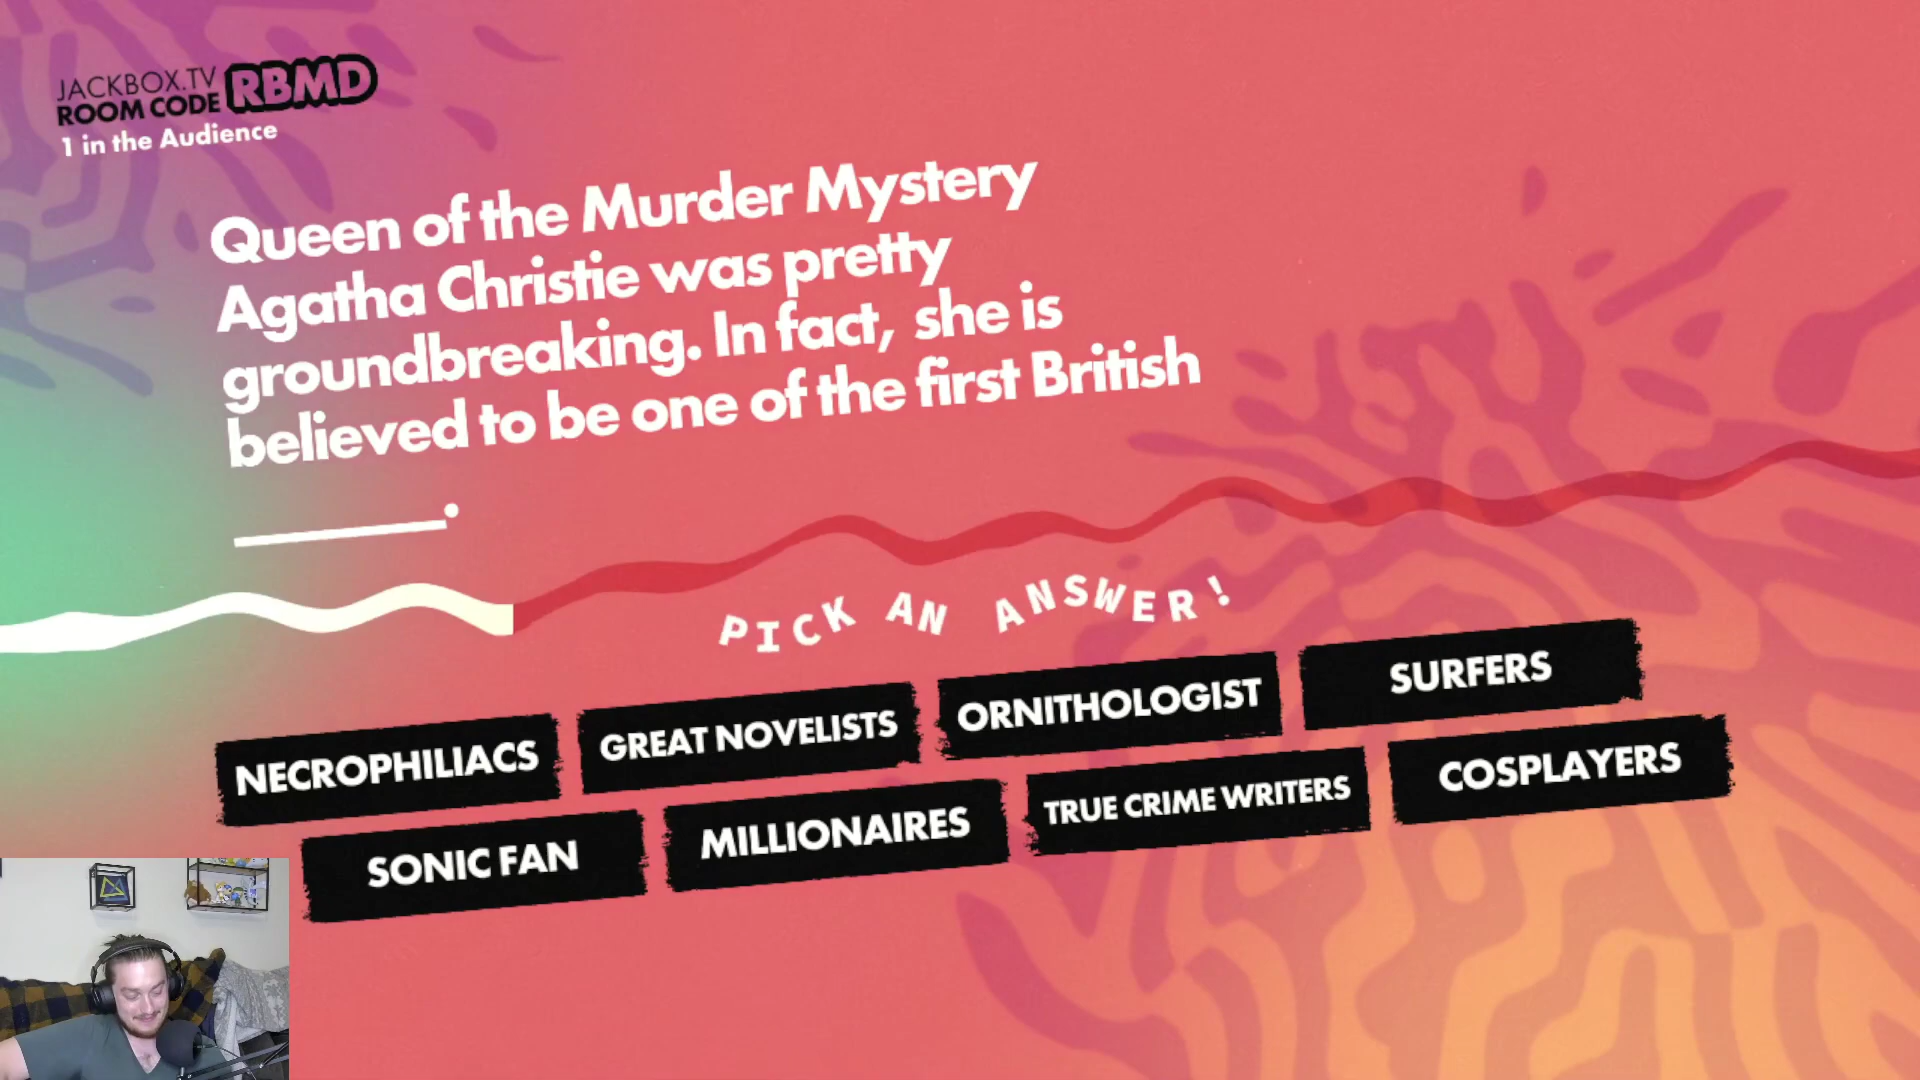 JACKBOX.TV
ROOM CODE RBMD
1 in the Audience
Queen of the Murder Mystery
Agatha Christie was pretty
groundbreaking. In fact, she is
believed to be one of the first British
________.
PICK AN ANSWER!
NECROPHILIACS
GREAT NOVELISTS
ORNITHOLOGIST
SURFERS
SONIC FAN
MILLIONAIRES
TRUE CRIME WRITERS
COSPLAYERS